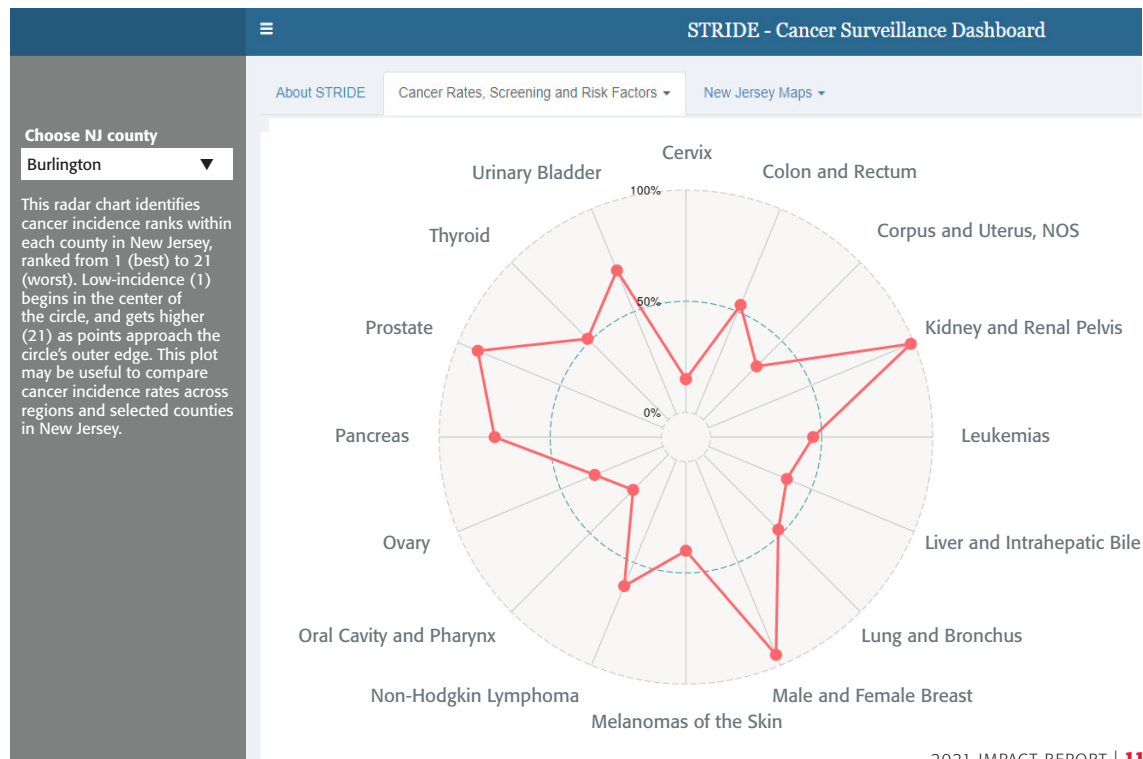 ☰
STRIDE - Cancer Surveillance Dashboard
About STRIDE
Cancer Rates, Screening and Risk Factors
New Jersey Maps
Choose NJ county
Burlington
This radar chart identifies
cancer incidence ranks within
each county in New Jersey,
ranked from 1 (best) to 21
(worst). Low-incidence (1)
begins in the center of
the circle, and gets higher
(21) as points approach the
circle's outer edge. This plot
may be useful to compare
cancer incidence rates across
regions and selected counties
in New Jersey.
Cervix
Colon and Rectum
Corpus and Uterus, NOS
Kidney and Renal Pelvis
Leukemias
Liver and Intrahepatic Bile
Lung and Bronchus
Male and Female Breast
Melanomas of the Skin
Non-Hodgkin Lymphoma
Oral Cavity and Pharynx
Ovary
Pancreas
Prostate
Thyroid
Urinary Bladder
100%
50%
0%
2021 IMPACT REPORT | 11